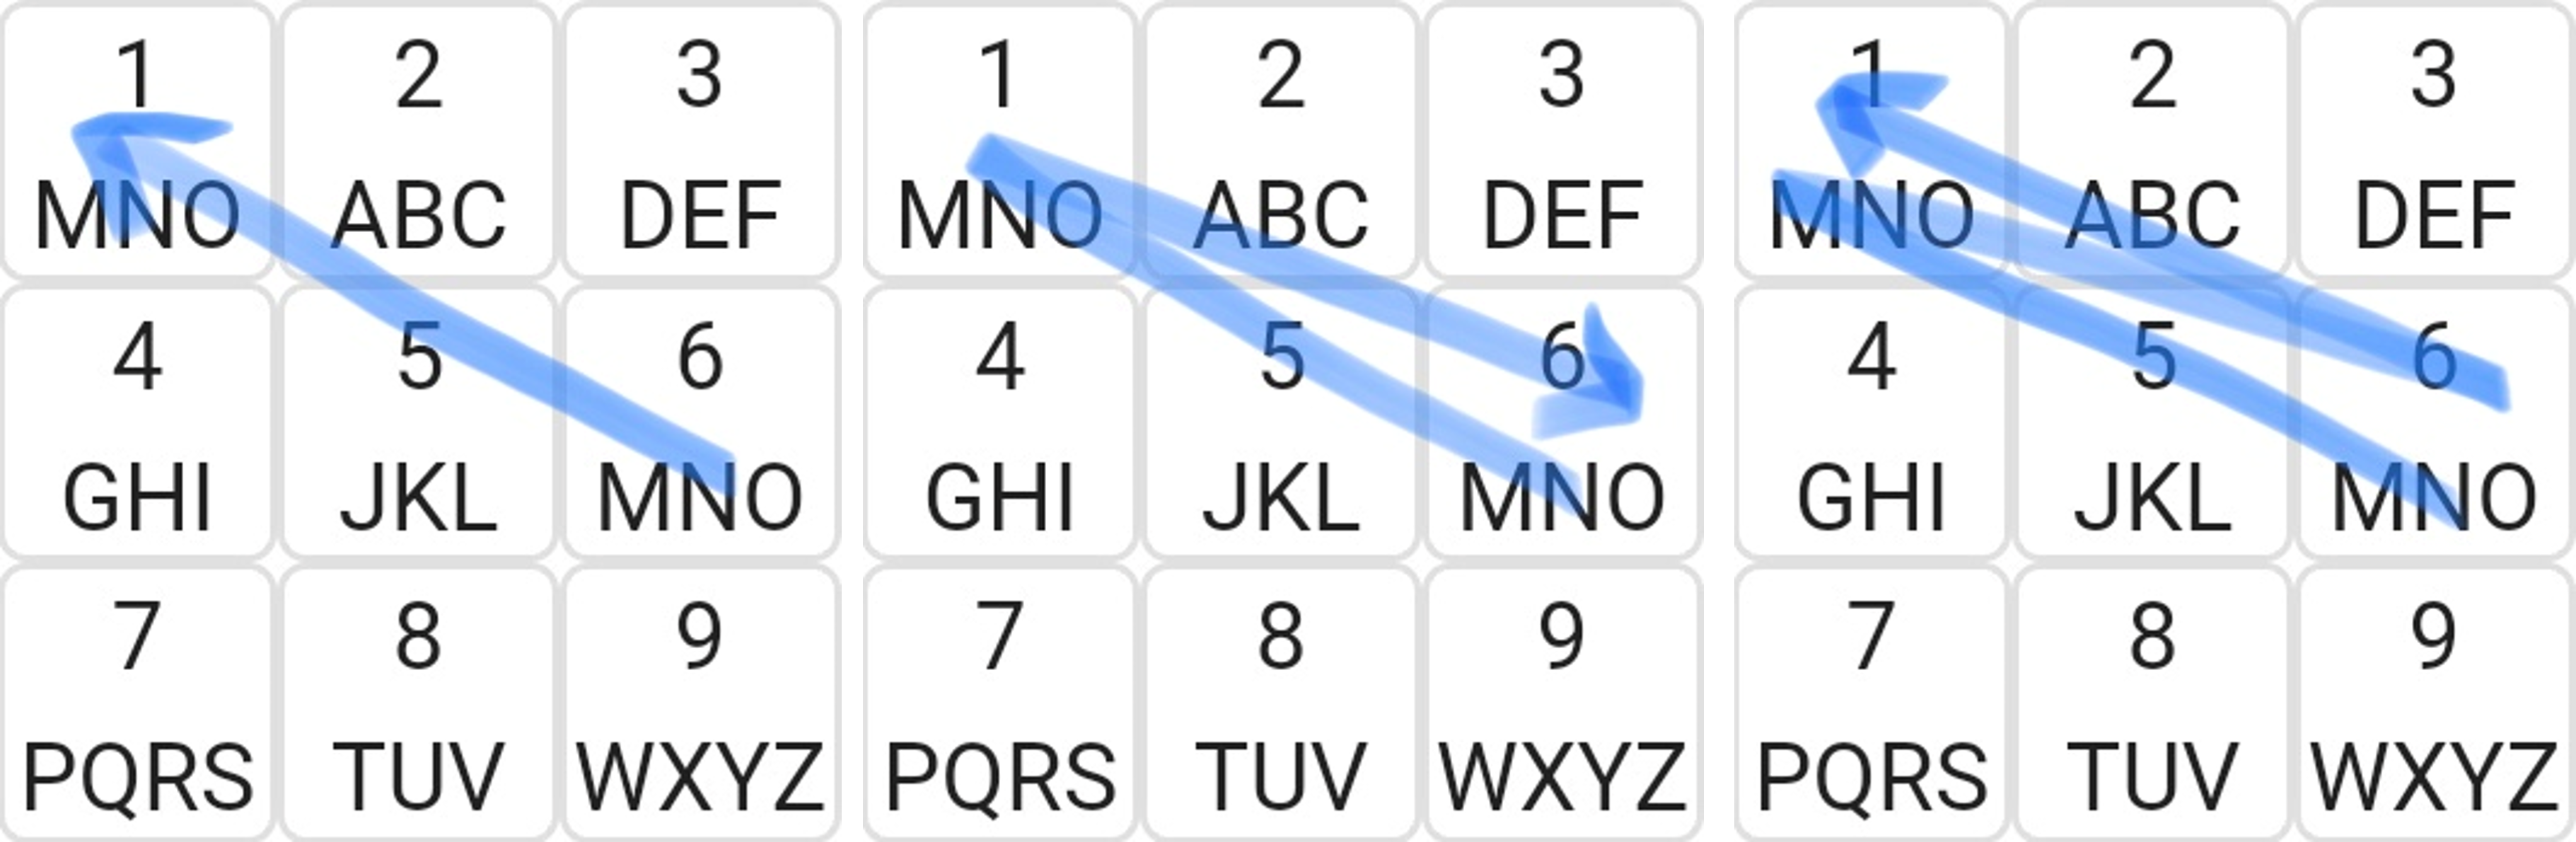 1 2 3 1 2 3 1 2 3
MNO ABC DEF MNO ABC DEF MNO ABC DEF
4 5 6 4 5 6 4 5 6
GHI JKL MNO GHI JKL MNO GHI JKL MNO
7 8 9 7 8 9 7 8 9
PQRS TUV WXYZ PQRS TUV WXYZ PQRS TUV WXYZ